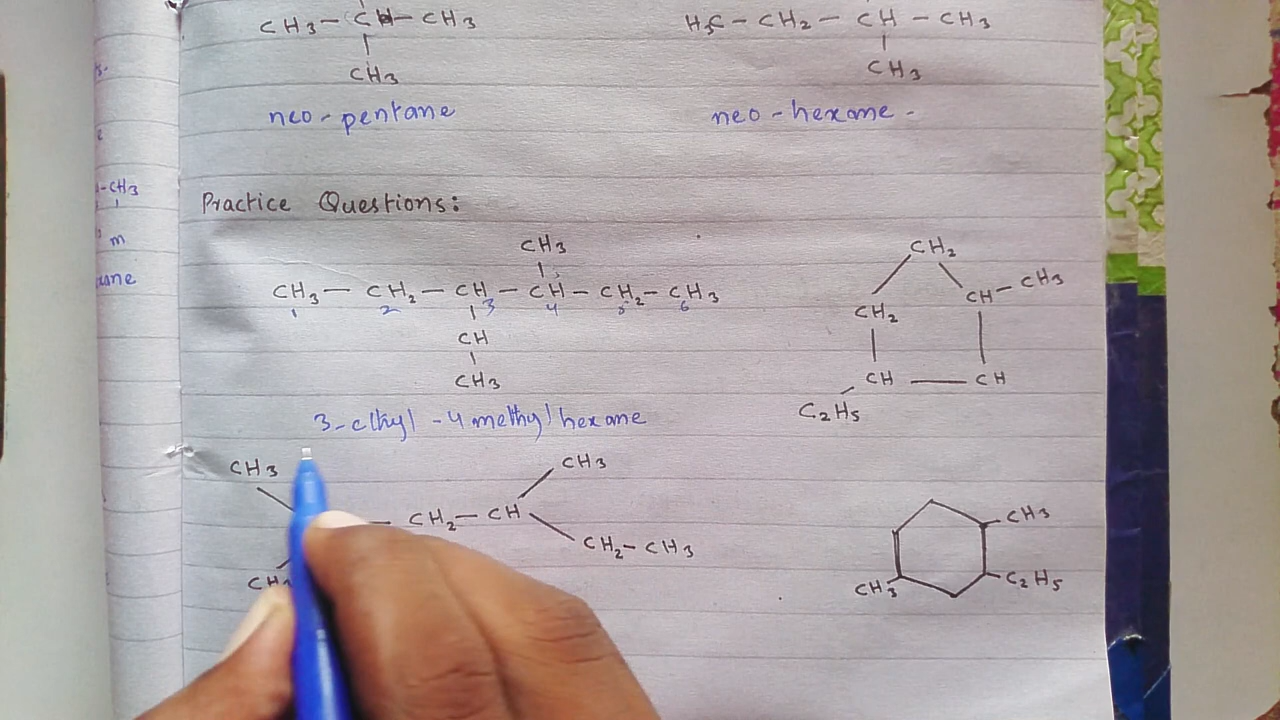 CH3 — CH — CH3
H3C — CH2 — CH — CH3
CH3
CH3
neo - pentane
neo - hexane -
-CH3
Practice Questions:
m
CH3
CH2
CH3 — CH2 — CH — CH — CH2 — CH3
CH — CH3
1 2 3 4 5 6
CH2
CH
CH3
CH — CH
C2H5
3-ethyl - 4 methyl hexane
CH3
CH3
CH2 — CH
CH2 — CH3
CH3
CH3
C2H5